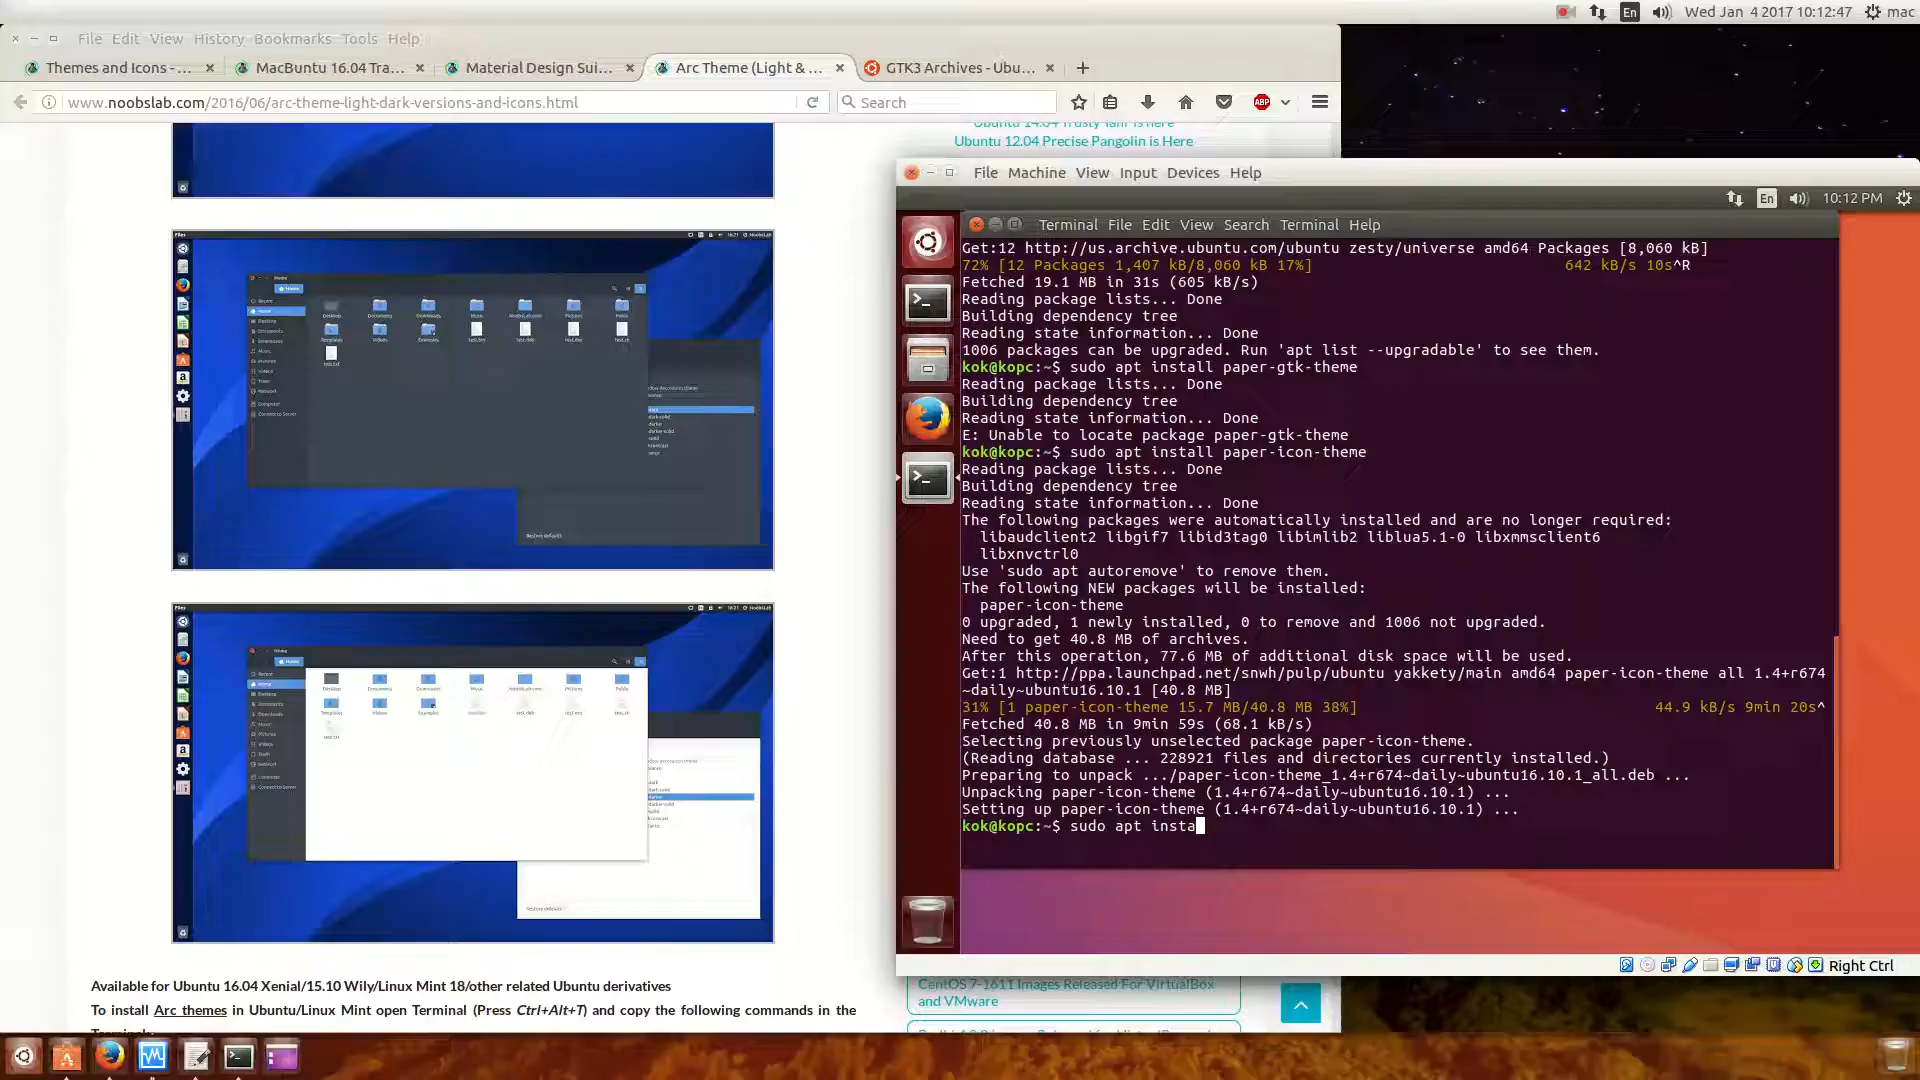 Wed Jan 4 2017 10:12:47
mac
En
File Edit View History Bookmarks Tools Help
Themes and Icons - ...
MacBuntu 16.04 Tra...
Material Design Sui...
Arc Theme (Light & ...
GTK3 Archives - Ubu...
www.noobslab.com/2016/06/arc-theme-light-dark-versions-and-icons.html
Search
ABP
Ubuntu 14.04 Trusty Tahr is here
Ubuntu 12.04 Precise Pangolin is Here
File Machine View Input Devices Help
En
10:12 PM
Terminal File Edit View Search Terminal Help
Get:12 http://us.archive.ubuntu.com/ubuntu zesty/universe amd64 Packages [8,060 kB]
72% [12 Packages 1,407 kB/8,060 kB 17%] 642 kB/s 10s^R
Fetched 19.1 MB in 31s (605 kB/s)
Reading package lists... Done
Building dependency tree
Reading state information... Done
1006 packages can be upgraded. Run 'apt list --upgradable' to see them.
kok@kopc:~$ sudo apt install paper-gtk-theme
Reading package lists... Done
Building dependency tree
Reading state information... Done
E: Unable to locate package paper-gtk-theme
kok@kopc:~$ sudo apt install paper-icon-theme
Reading package lists... Done
Building dependency tree
Reading state information... Done
The following packages were automatically installed and are no longer required:
libaudclient2 libgif7 libid3tag0 libimlib2 liblua5.1-0 libxmmsclient6
libxnvctrl0
Use 'sudo apt autoremove' to remove them.
The following NEW packages will be installed:
paper-icon-theme
0 upgraded, 1 newly installed, 0 to remove and 1006 not upgraded.
Need to get 40.8 MB of archives.
After this operation, 77.6 MB of additional disk space will be used.
Get:1 http://ppa.launchpad.net/snwh/pulp/ubuntu yakkety/main amd64 paper-icon-theme all 1.4+r674
~daily~ubuntu16.10.1 [40.8 MB]
31% [1 paper-icon-theme 15.7 MB/40.8 MB 38%] 44.9 kB/s 9min 20s^
Fetched 40.8 MB in 9min 59s (68.1 kB/s)
Selecting previously unselected package paper-icon-theme.
(Reading database ... 228921 files and directories currently installed.)
Preparing to unpack .../paper-icon-theme_1.4+r674~daily~ubuntu16.10.1_all.deb ...
Unpacking paper-icon-theme (1.4+r674~daily~ubuntu16.10.1) ...
Setting up paper-icon-theme (1.4+r674~daily~ubuntu16.10.1) ...
kok@kopc:~$ sudo apt insta
Right Ctrl
Available for Ubuntu 16.04 Xenial/15.10 Wily/Linux Mint 18/other related Ubuntu derivatives
To install Arc themes in Ubuntu/Linux Mint open Terminal (Press Ctrl+Alt+T) and copy the following commands in the
Terminal:
CentOS 7-1611 Images Released For VirtualBox
and VMware